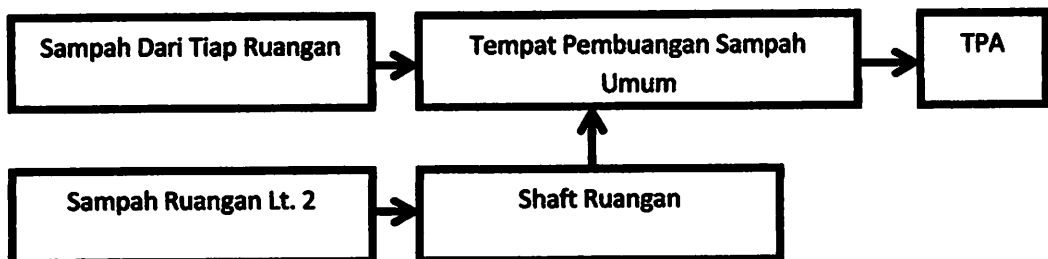 Sampah Dari Tiap Ruangan
Tempat Pembuangan Sampah
Umum
TPA
Sampah Ruangan Lt. 2
Shaft Ruangan